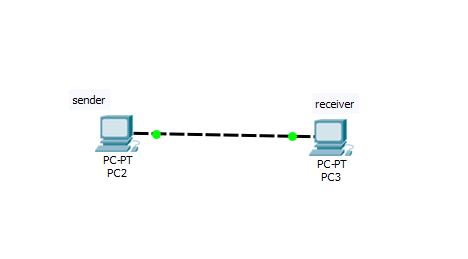 sender
receiver
PC-PT
PC2
PC-PT
PC3